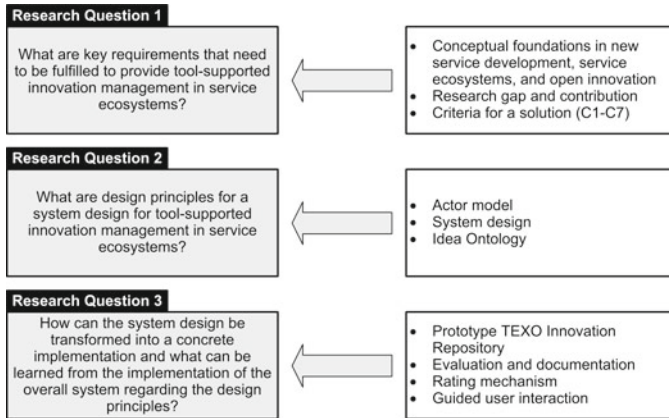 Research Question 1
What are key requirements that need
to be fulfilled to provide tool-supported
innovation management in service
ecosystems?
• Conceptual foundations in new
service development, service
ecosystems, and open innovation
• Research gap and contribution
• Criteria for a solution (C1-C7)
Research Question 2
What are design principles for a
system design for tool-supported
innovation management in service
ecosystems?
• Actor model
• System design
• Idea Ontology
Research Question 3
How can the system design be
transformed into a concrete
implementation and what can be
learned from the implementation of the
overall system regarding the design
principles?
• Prototype TEXO Innovation
Repository
• Evaluation and documentation
• Rating mechanism
• Guided user interaction